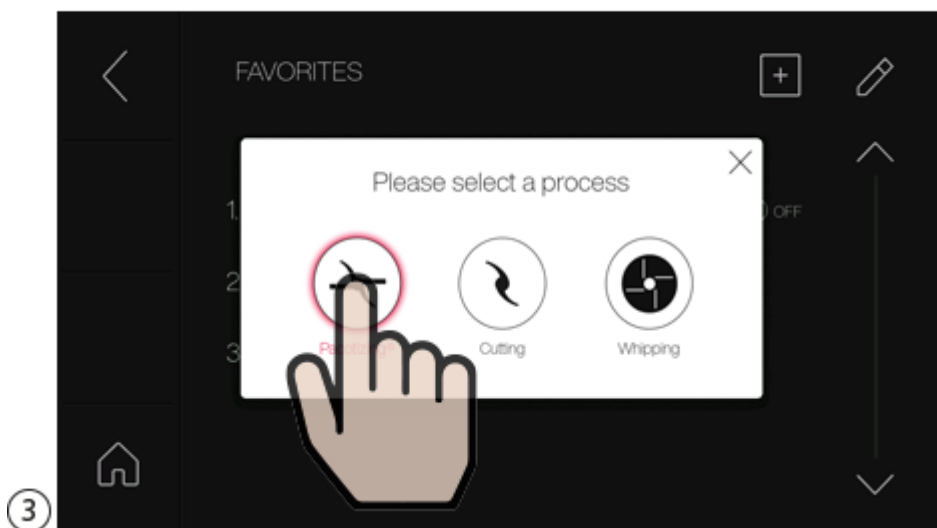 FAVORITES
Please select a process
1.
OFF
2
3
Cutting
Whipping
3